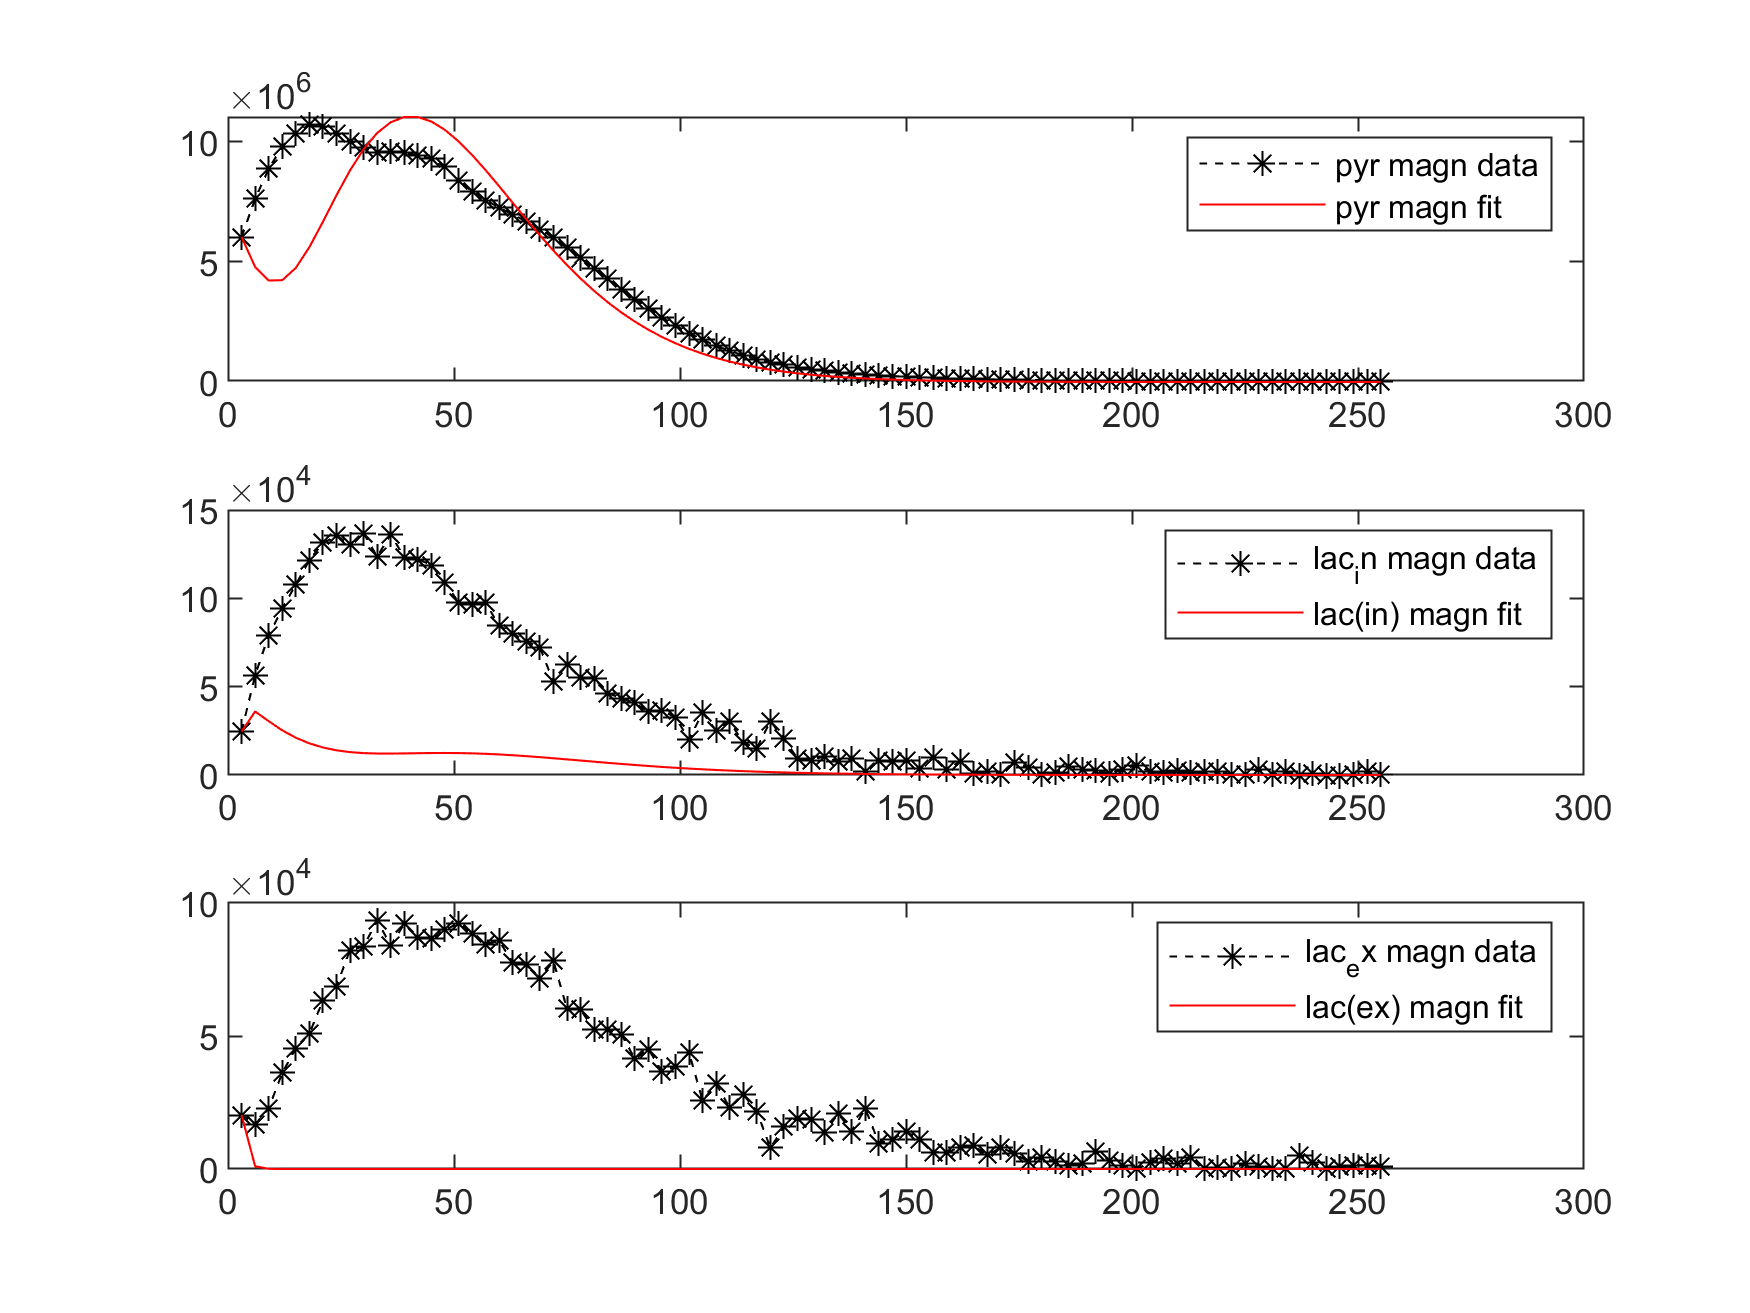 ×10^6
10
5
0
0 50 100 150 200 250 300
pyr magn data
pyr magn fit
×10^4
15
10
5
0
0 50 100 150 200 250 300
lac_in magn data
lac(in) magn fit
×10^4
10
5
0
0 50 100 150 200 250 300
lac_ex magn data
lac(ex) magn fit